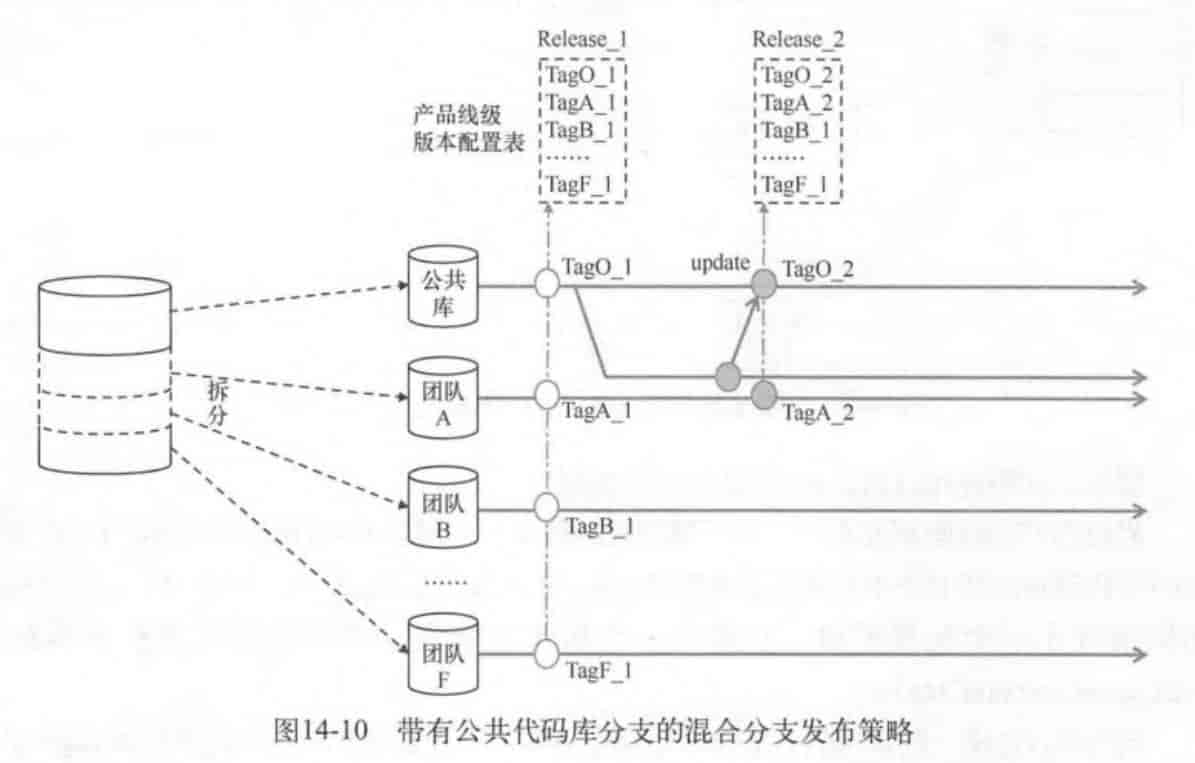 Release_1
TagO_1
TagA_1
TagB_1
……
TagF_1
Release_2
TagO_2
TagA_2
TagB_1
……
TagF_1
产品线级
版本配置表
公共
库
TagO_1
update
TagO_2
拆
分
团队
A
TagA_1
TagA_2
团队
B
TagB_1
……
团队
F
TagF_1
图14-10 带有公共代码库分支的混合分支发布策略